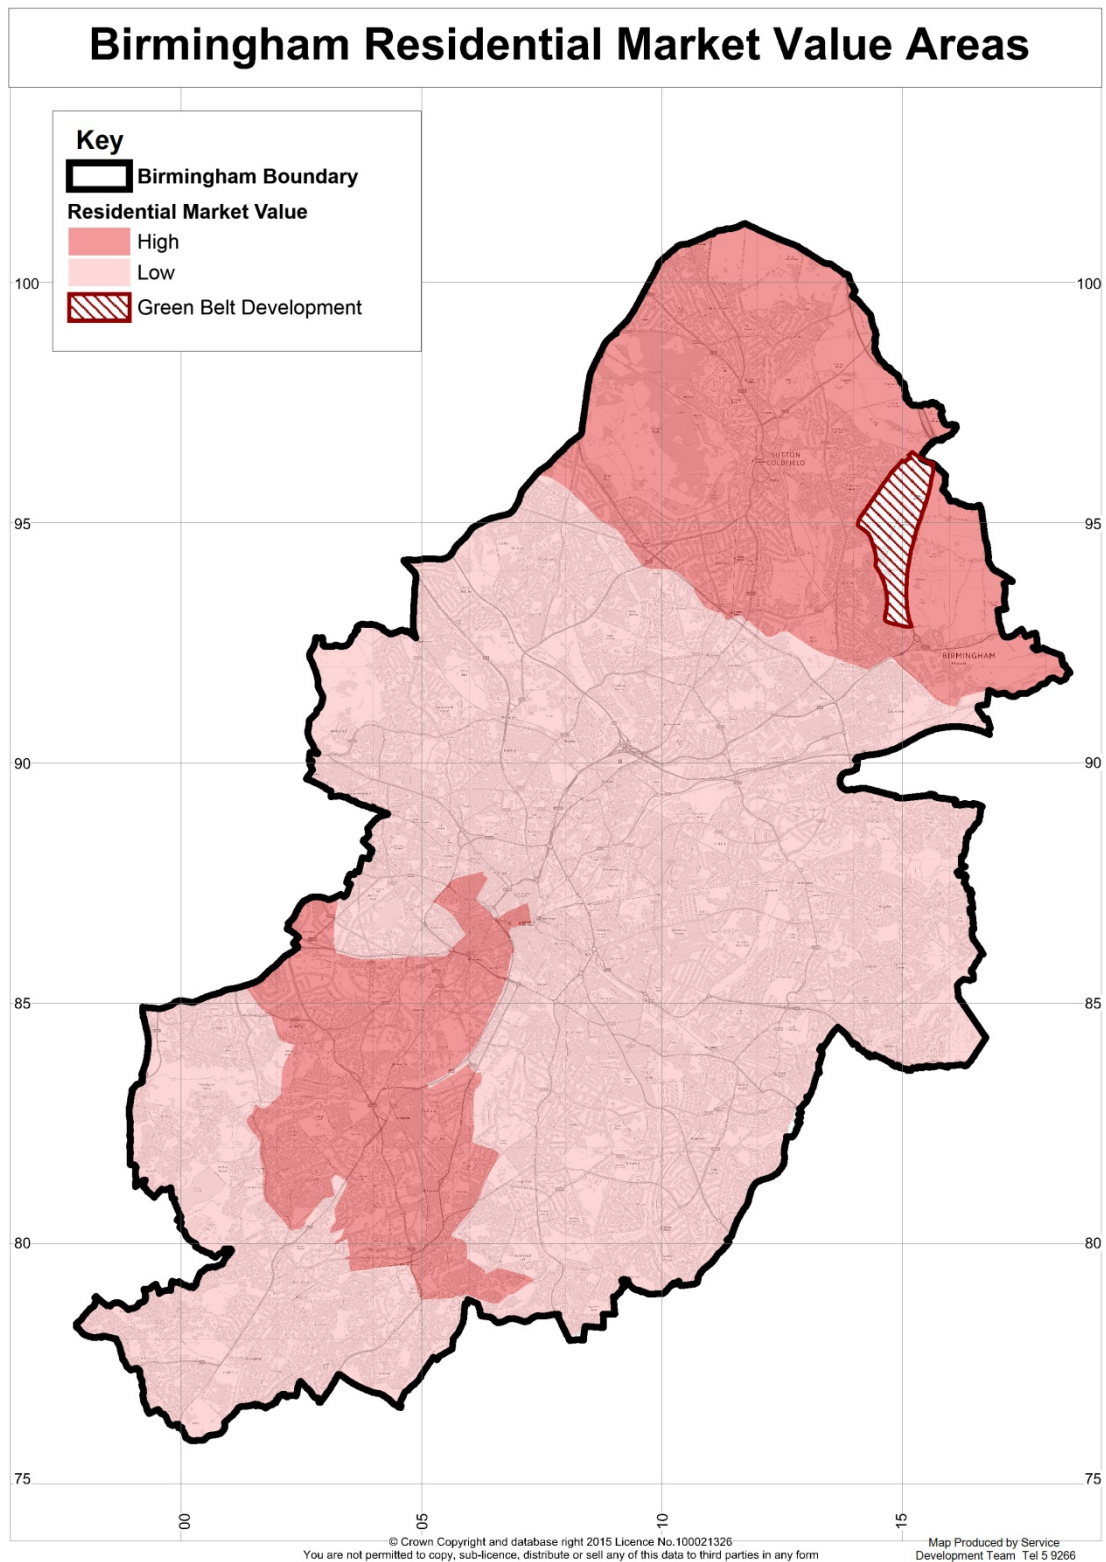 Birmingham Residential Market Value Areas
Key
Birmingham Boundary
Residential Market Value
High
Low
Green Belt Development
100
100
SUTTON
COLDFIELD
95
95
BIRMINGHAM
90
90
85
85
80
80
75
75
00
05
10
15
© Crown Copyright and database right 2015 Licence No.100021326
You are not permitted to copy, sub-licence, distribute or sell any of this data to third parties in any form
Map Produced by Service
Development Team Tel 5 9266